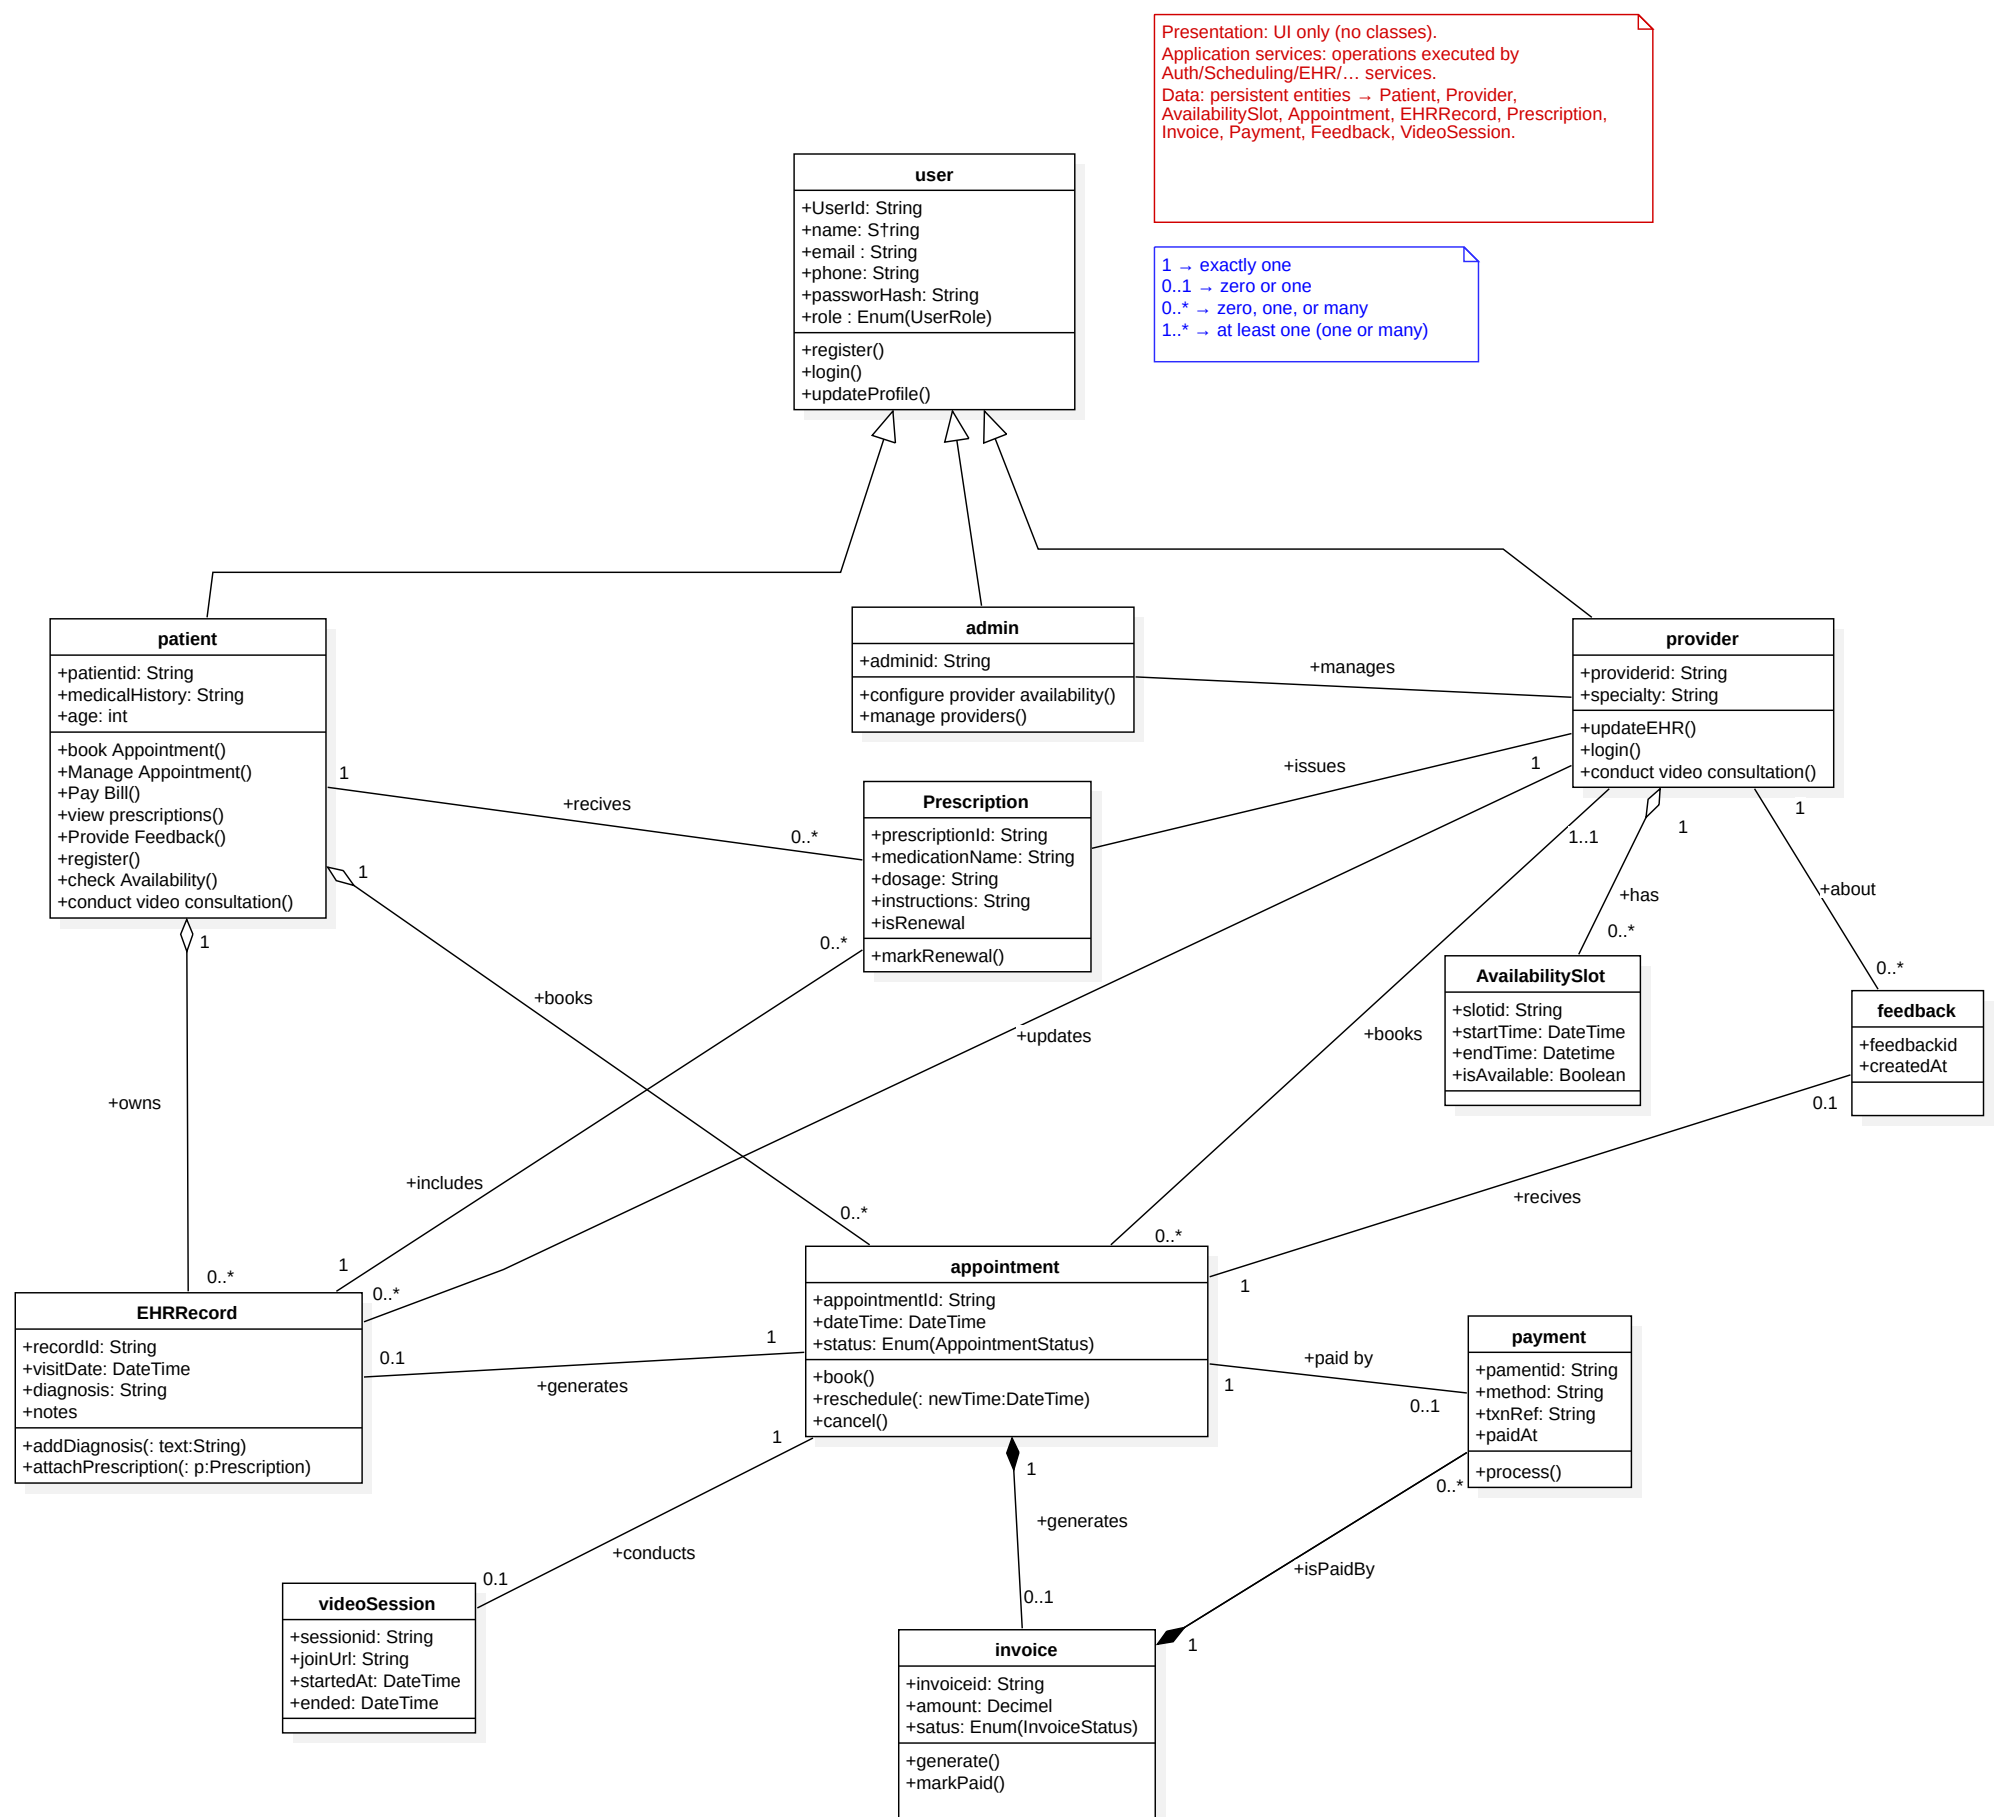 Presentation: UI only (no classes).
Application services: operations executed by
Auth/Scheduling/EHR/… services.
Data: persistent entities → Patient, Provider,
AvailabilitySlot, Appointment, EHRRecord, Prescription,
Invoice, Payment, Feedback, VideoSession.
1 → exactly one
0..1 → zero or one
0..* → zero, one, or many
1..* → at least one (one or many)
user
+UserId: String
+name: S†ring
+email : String
+phone: String
+passworHash: String
+role : Enum(UserRole)
+register()
+login()
+updateProfile()
patient
+patientid: String
+medicalHistory: String
+age: int
+book Appointment()
+Manage Appointment()
+Pay Bill()
+view prescriptions()
+Provide Feedback()
+register()
+check Availability()
+conduct video consultation()
admin
+adminid: String
+configure provider availability()
+manage providers()
+manages
provider
+providerid: String
+specialty: String
+updateEHR()
+login()
+conduct video consultation()
1
+recives
0..*
Prescription
+prescriptionId: String
+medicationName: String
+dosage: String
+instructions: String
+isRenewal
+markRenewal()
+issues
1
1..1
1
1
+has
0..*
+about
0..*
AvailabilitySlot
+slotid: String
+startTime: DateTime
+endTime: Datetime
+isAvailable: Boolean
feedback
+feedbackid
+createdAt
0.1
+recives
1
1
1
+books
0..*
0..*
+updates
+books
0..*
+owns
0..*
+includes
1
0..*
EHRRecord
+recordId: String
+visitDate: DateTime
+diagnosis: String
+notes
+addDiagnosis(: text:String)
+attachPrescription(: p:Prescription)
0.1
+generates
1
appointment
+appointmentId: String
+dateTime: DateTime
+status: Enum(AppointmentStatus)
+book()
+reschedule(: newTime:DateTime)
+cancel()
+paid by
1
0..1
payment
+pamentid: String
+method: String
+txnRef: String
+paidAt
+process()
1
+conducts
0.1
1
+generates
0..1
0..*
+isPaidBy
1
videoSession
+sessionid: String
+joinUrl: String
+startedAt: DateTime
+ended: DateTime
invoice
+invoiceid: String
+amount: Decimel
+satus: Enum(InvoiceStatus)
+generate()
+markPaid()